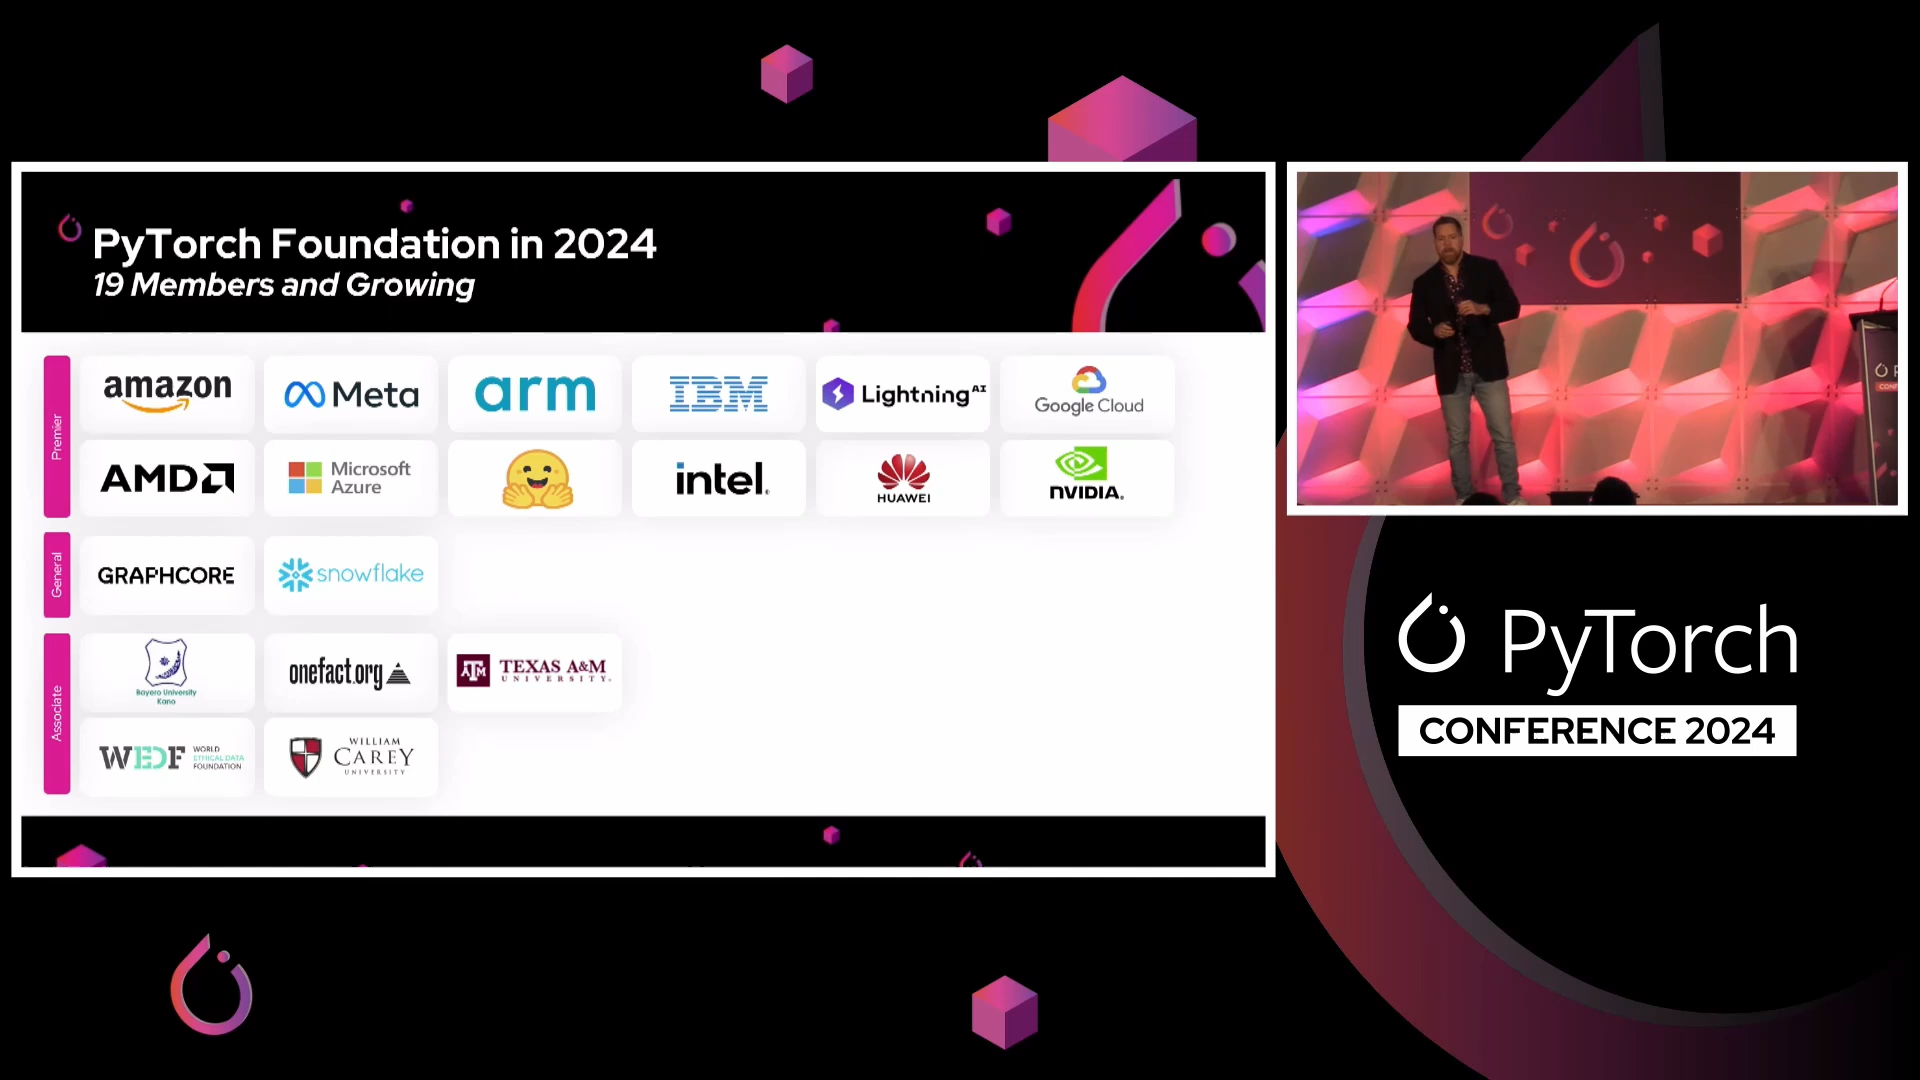 PyTorch Foundation in 2024
19 Members and Growing
Premier
amazon
Meta
arm
IBM
Lightning AI
Google Cloud
AMD
Microsoft
Azure
intel.
HUAWEI
NVIDIA.
General
GRAPHCORE
snowflake
Associate
Bayero University
Kano
onefact.org
ATM
TEXAS A&M
UNIVERSITY.
WEDF
WORLD
ETHICAL DATA
FOUNDATION
WILLIAM
CAREY
UNIVERSITY
PyTorch
CONFERENCE 2024